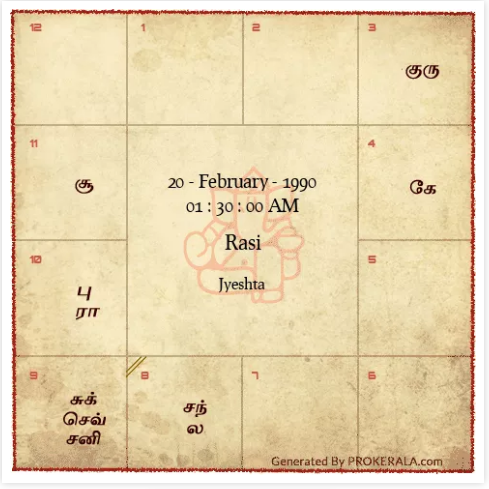 12
1
2
3
குரு
11
சூ
20 - February - 1990
01 : 30 : 00 AM
Rasi
Jyeshta
4
கே
10
பு
ரா
5
9
சுக்
செவ்
சனி
8
சந்
ல
7
6
Generated By PROKERALA.com